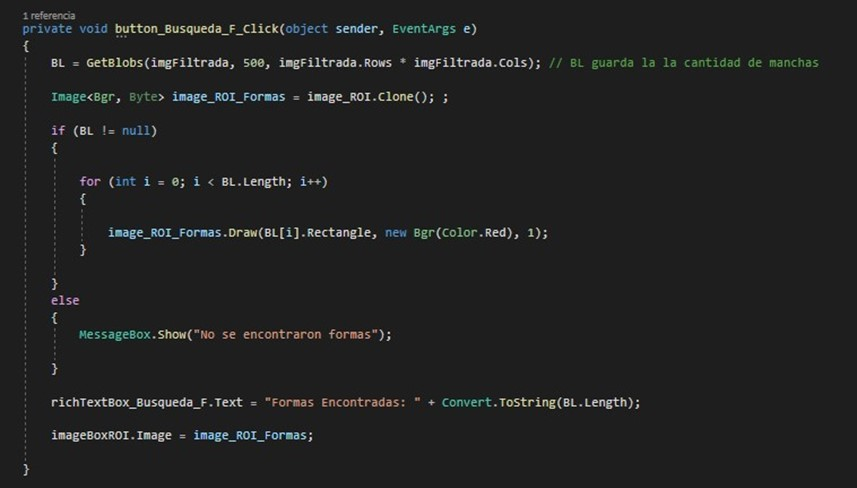 1 referencia
private void button_Busqueda_F_Click(object sender, EventArgs e)
{
BL = GetBlobs(imgFiltrada, 500, imgFiltrada.Rows * imgFiltrada.Cols); // BL guarda la la cantidad de manchas
Image<Bgr, Byte> image_ROI_Formas = image_ROI.Clone(); ;
if (BL != null)
{
for (int i = 0; i < BL.Length; i++)
{
image_ROI_Formas.Draw(BL[i].Rectangle, new Bgr(Color.Red), 1);
}
}
else
{
MessageBox.Show("No se encontraron formas");
}
richTextBox_Busqueda_F.Text = "Formas Encontradas: " + Convert.ToString(BL.Length);
imageBoxROI.Image = image_ROI_Formas;
}